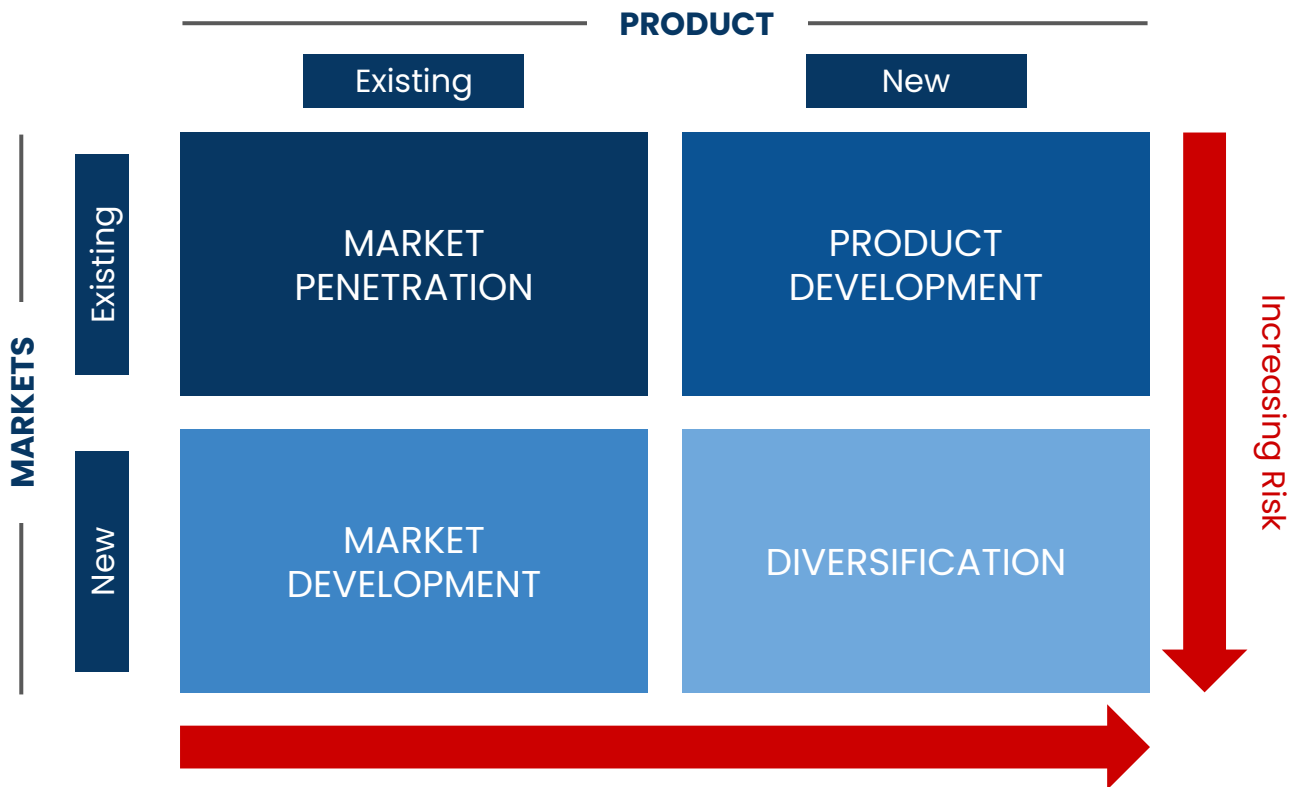 PRODUCT
Existing
New
MARKETS
Existing
New
MARKET
PENETRATION
PRODUCT
DEVELOPMENT
MARKET
DEVELOPMENT
DIVERSIFICATION
Increasing Risk